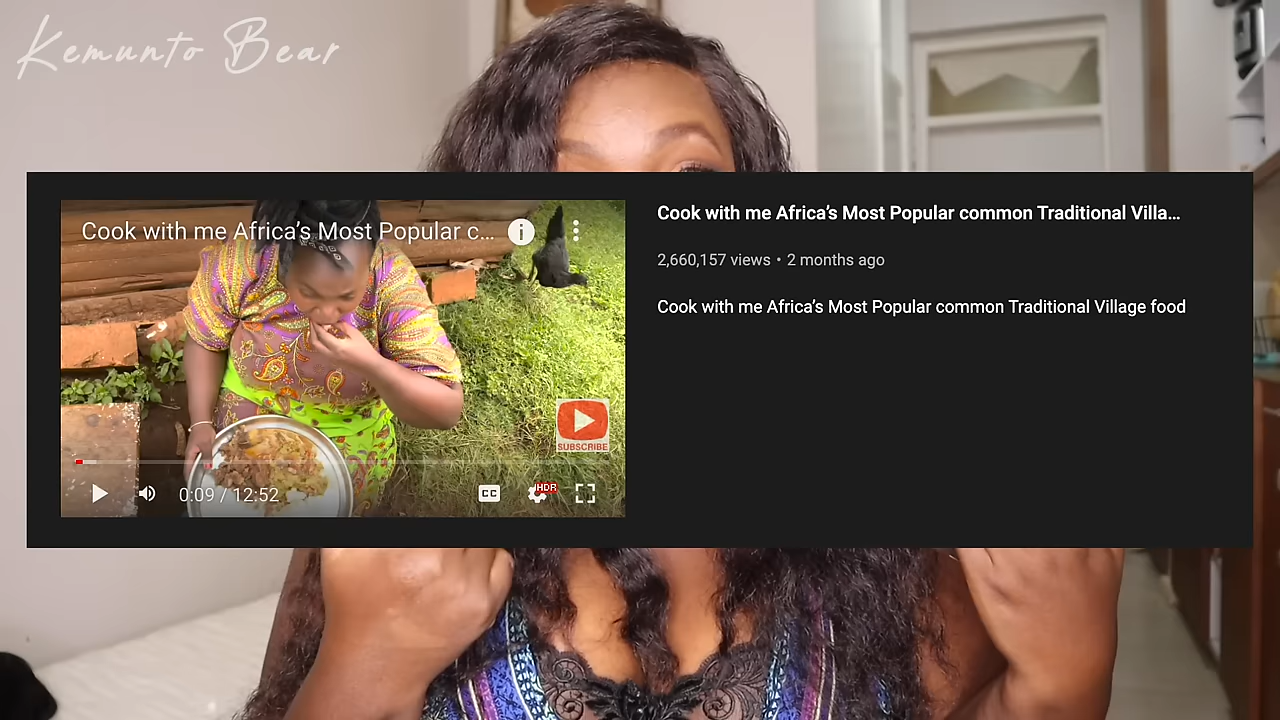 Kemunto Bear
Cook with me Africa’s Most Popular c...
Cook with me Africa’s Most Popular common Traditional Villa...
2,660,157 views • 2 months ago
Cook with me Africa’s Most Popular common Traditional Village food
SUBSCRIBE
0:09 / 12:52
CC
HDR